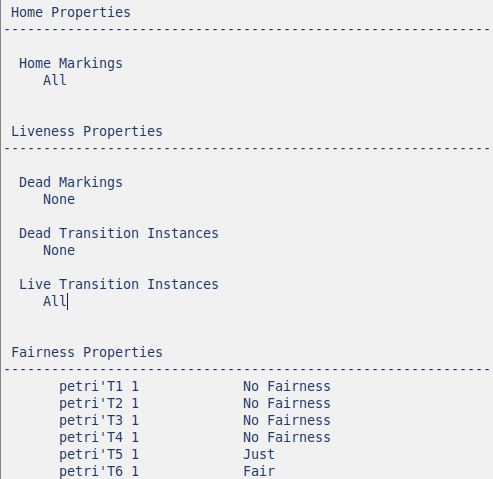 Home Properties
------------------------------------------------------------
Home Markings
All
Liveness Properties
------------------------------------------------------------
Dead Markings
None
Dead Transition Instances
None
Live Transition Instances
All
Fairness Properties
------------------------------------------------------------
petri'T1 1 No Fairness
petri'T2 1 No Fairness
petri'T3 1 No Fairness
petri'T4 1 No Fairness
petri'T5 1 Just
petri'T6 1 Fair